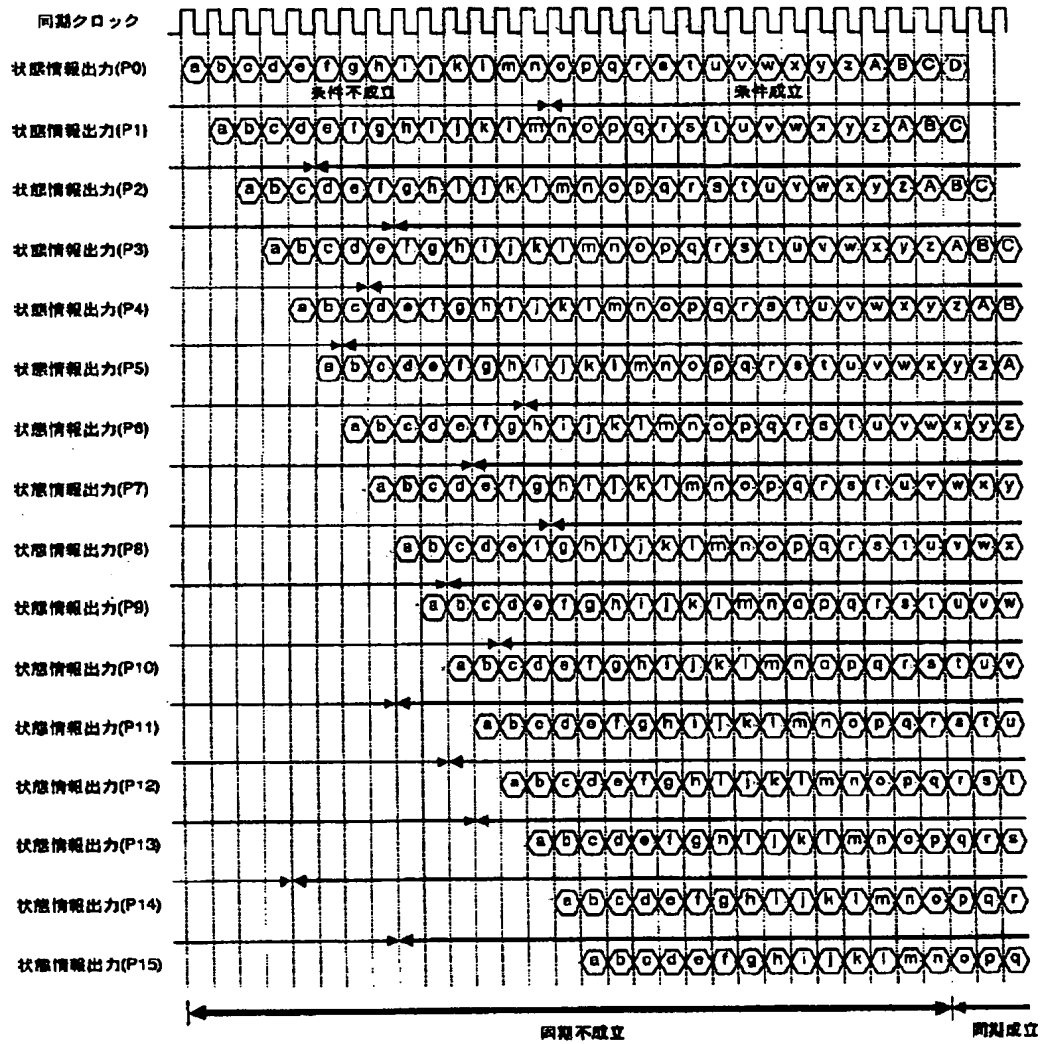 同期クロック
状態情報出力(P0) a b c d e f g h i j k l m n o p q r s t u v w x y z A B C D
条件不成立 条件成立
状態情報出力(P1) a b c d e f g h i j k l m n o p q r s t u v w x y z A B C
状態情報出力(P2) a b c d e f g h i j k l m n o p q r s t u v w x y z A B C
状態情報出力(P3) a b c d e f g h i j k l m n o p q r s t u v w x y z A B C
状態情報出力(P4) a b c d e f g h i j k l m n o p q r s t u v w x y z A B
状態情報出力(P5) a b c d e f g h i j k l m n o p q r s t u v w x y z A
状態情報出力(P6) a b c d e f g h i j k l m n o p q r s t u v w x y z
状態情報出力(P7) a b c d e f g h i j k l m n o p q r s t u v w x y
状態情報出力(P8) a b c d e f g h i j k l m n o p q r s t u v w x
状態情報出力(P9) a b c d e f g h i j k l m n o p q r s t u v w
状態情報出力(P10) a b c d e f g h i j k l m n o p q r s t u v
状態情報出力(P11) a b c d e f g h i j k l m n o p q r s t u
状態情報出力(P12) a b c d e f g h i j k l m n o p q r s t
状態情報出力(P13) a b c d e f g h i j k l m n o p q r s
状態情報出力(P14) a b c d e f g h i j k l m n o p q r
状態情報出力(P15) a b c d e f g h i j k l m n o p q
同期不成立 同期成立